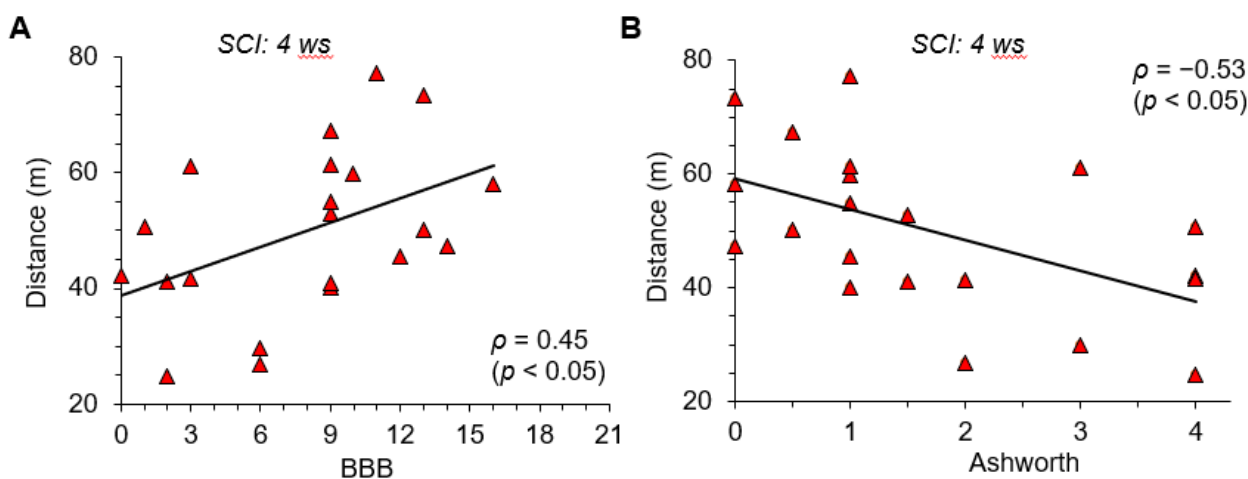 A
SCI: 4 ws
80
60
40
20
Distance (m)
ρ = 0.45
(p < 0.05)
0 3 6 9 12 15 18 21
BBB
B
SCI: 4 ws
ρ = −0.53
(p < 0.05)
80
60
40
20
Distance (m)
0 1 2 3 4
Ashworth